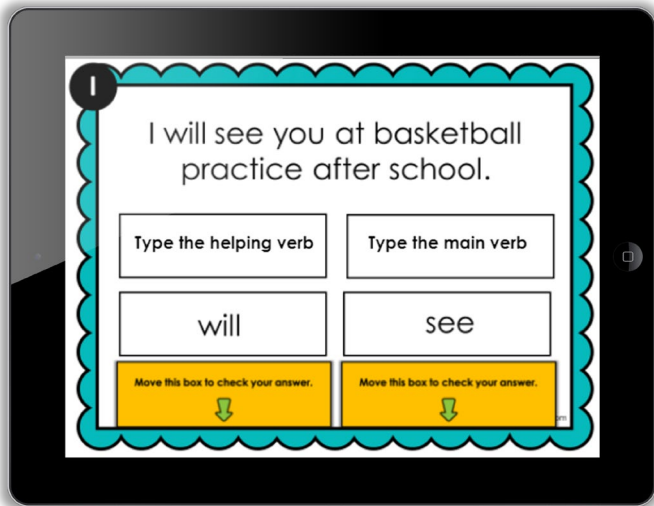 1
I will see you at basketball
practice after school.
Type the helping verb
Type the main verb
will
see
Move this box to check your answer.
Move this box to check your answer.
om